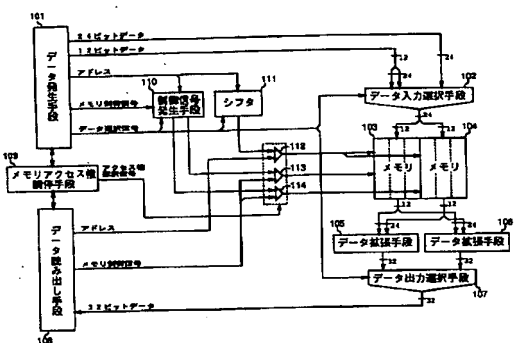 101
データ発生手段
24ビットデータ
12ビットデータ
アドレス
メモリ制御信号
データ選択信号
110
制御信号
発生手段
111
シフタ
12
24
24
102
データ入力選択手段
24
12
12
103
104
メモリ
メモリ
112
113
114
109
メモリアクセス権
調停手段
アクセス権
選択信号
アドレス
メモリ制御信号
32ビットデータ
データ読み出し手段
108
12
12
24
24
105
データ拡張手段
106
データ拡張手段
32
32
データ出力選択手段
107
32